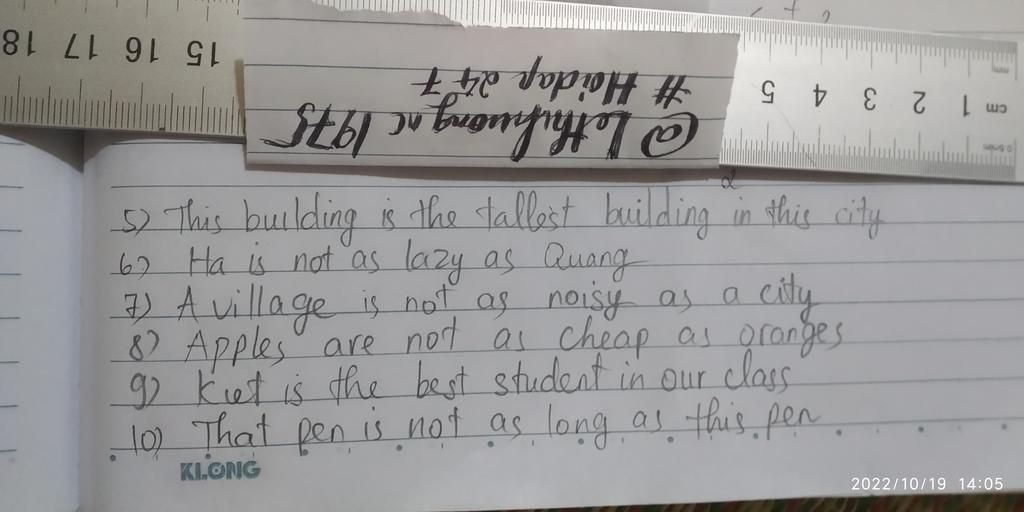 18 17 16 15
5 4 3 2 1 cm
@ Lethihuong nc 1975
# Hoidap 247
5) This building is the tallest building in this city
6) Ha is not as lazy as Quang
7) A village is not as noisy as a city
8) Apples are not as cheap as oranges
9) Kiet is the best student in our class
10) That pen is not as long as this pen
KLONG
2022/10/19 14:05